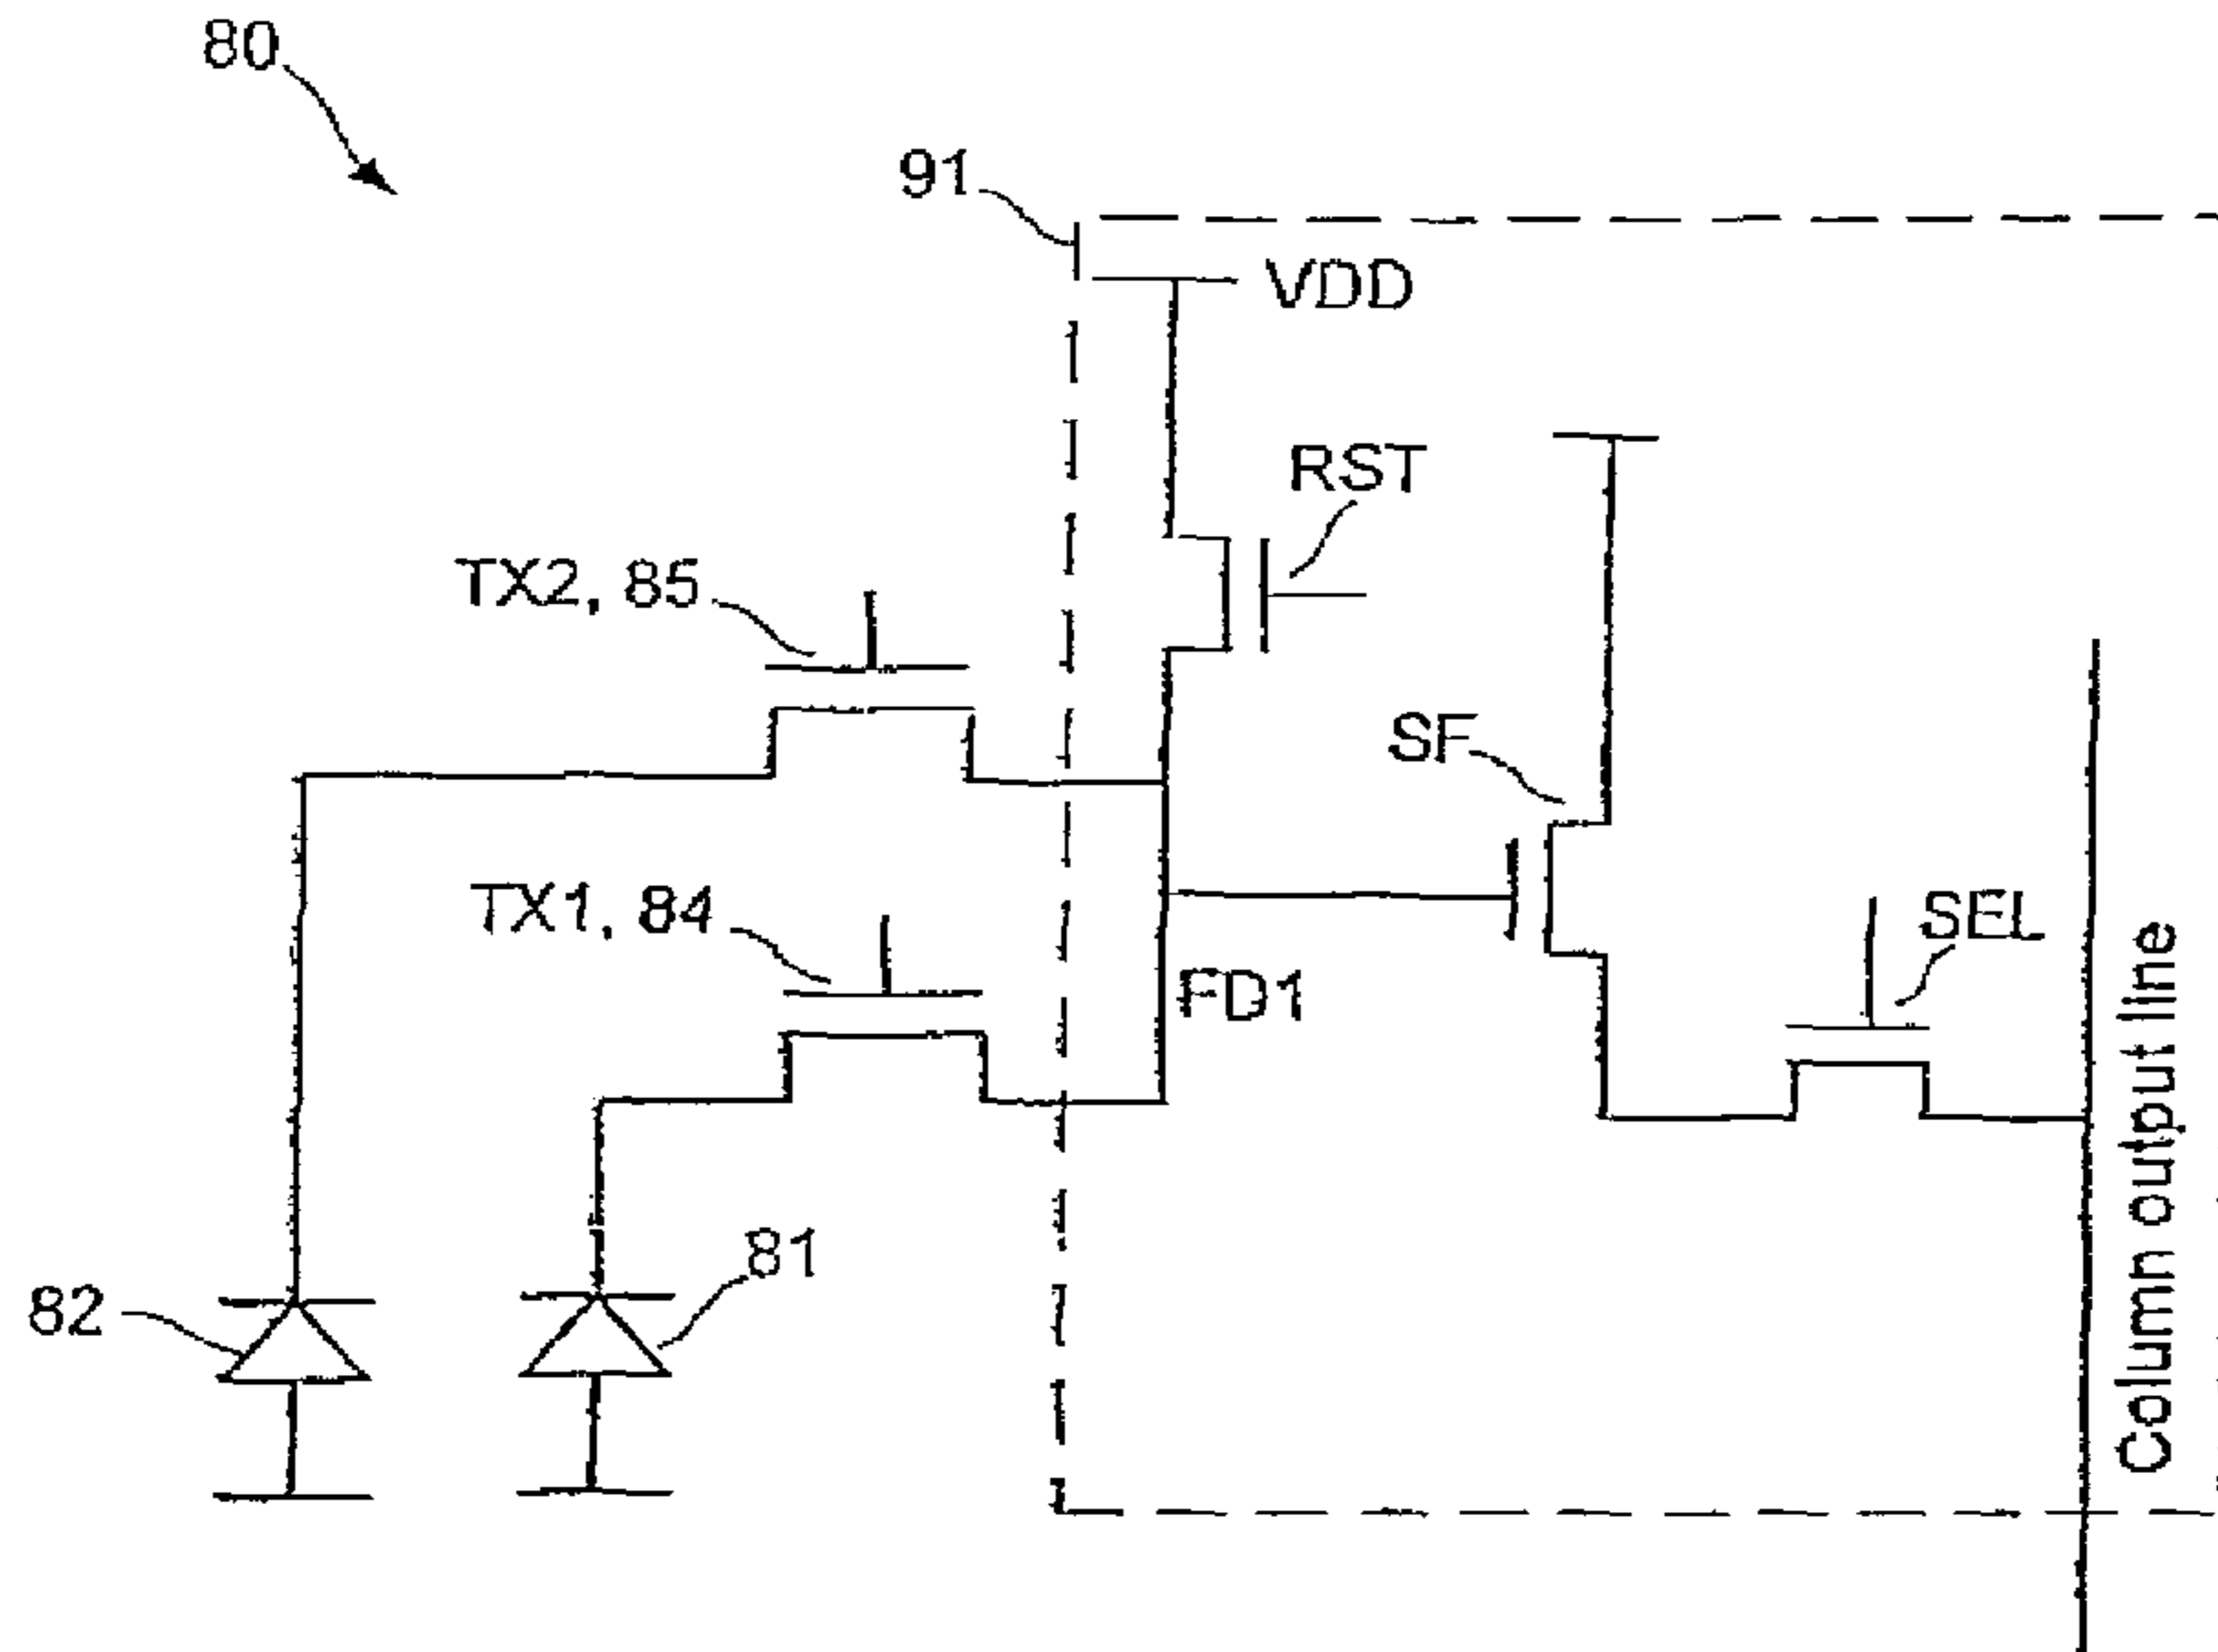 80
91
VDD
RST
TX2, 85
SF
TX1, 84
SEL
FD1
Column output line
81
82